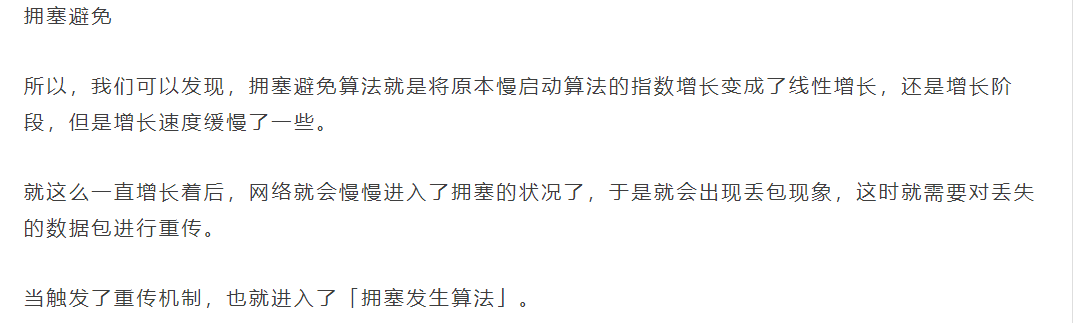 拥塞避免
所以，我们可以发现，拥塞避免算法就是将原本慢启动算法的指数增长变成了线性增长，还是增长阶
段，但是增长速度缓慢了一些。
就这么一直增长着后，网络就会慢慢进入了拥塞的状况了，于是就会出现丢包现象，这时就需要对丢失
的数据包进行重传。
当触发了重传机制，也就进入了「拥塞发生算法」。